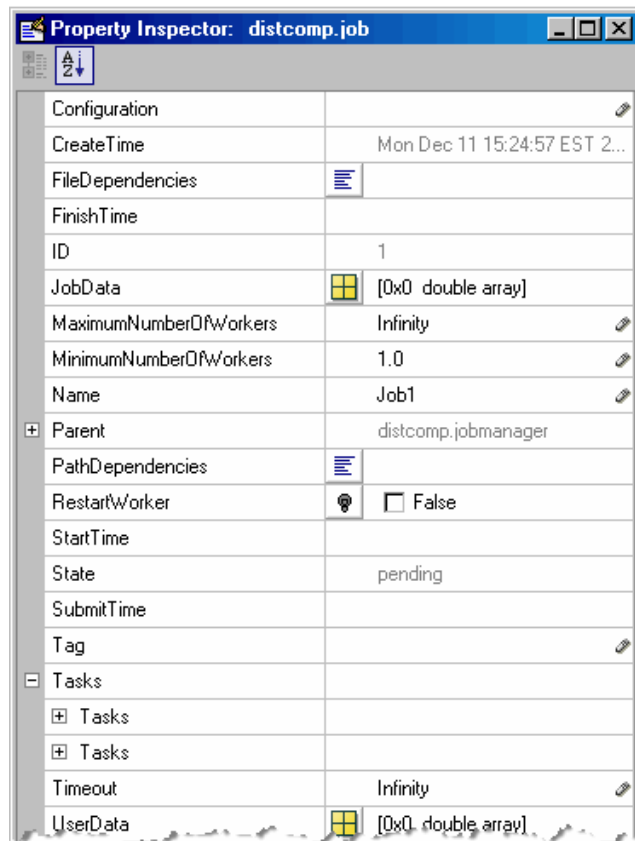 Property Inspector: distcomp.job
A Z
Configuration
CreateTime Mon Dec 11 15:24:57 EST 2...
FileDependencies
FinishTime
ID 1
JobData [0x0 double array]
MaximumNumberOfWorkers Infinity
MinimumNumberOfWorkers 1.0
Name Job1
Parent distcomp.jobmanager
PathDependencies
RestartWorker False
StartTime
State pending
SubmitTime
Tag
Tasks
Tasks
Tasks
Timeout Infinity
UserData [0x0 double array]